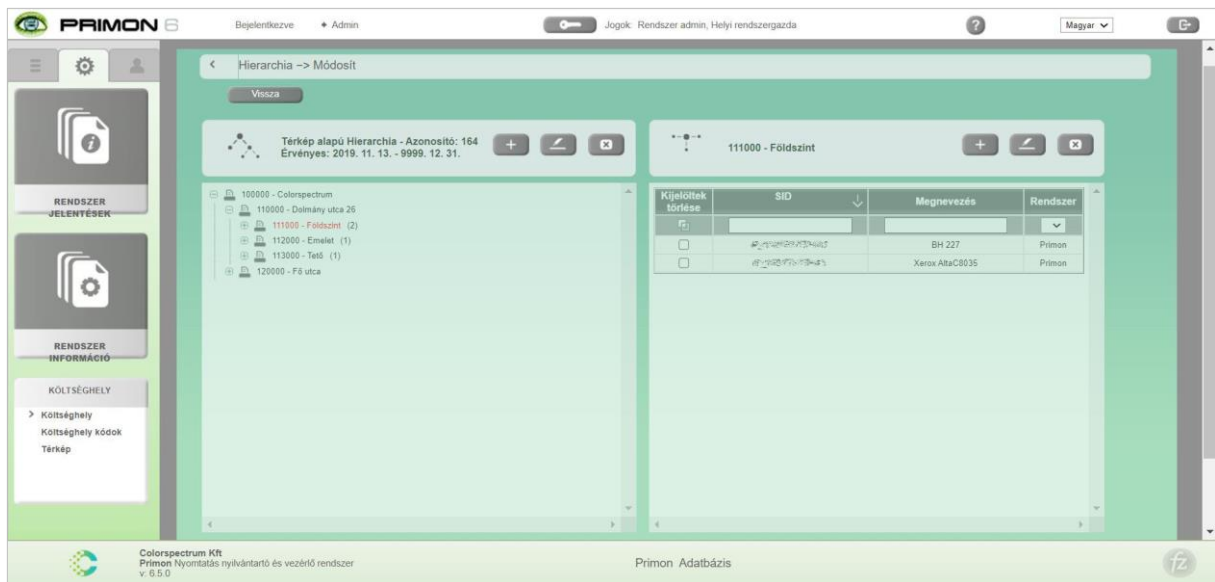 PRIMON 6
Bejelentkezve
Admin
Jogok: Rendszer admin, Helyi rendszergazda
?
Magyar
Hierarchia –> Módosít
Vissza
RENDSZER
JELENTÉSEK
RENDSZER
INFORMÁCIÓ
KÖLTSÉGHELY
> Költséghely
Költséghely kódok
Térkép
Térkép alapú Hierarchia - Azonosító: 164
Érvényes: 2019. 11. 13. - 9999. 12. 31.
100000 - Colorspectrum
110000 - Dolmány utca 26
111000 - Földszint (2)
112000 - Emelet (1)
113000 - Tető (1)
120000 - Fő utca
111000 - Földszint
Kijelöltek törlése SID Megnevezés Rendszer
BH 227 Primon
Xerox AltaC8035 Primon
Colorspectrum Kft
Primon Nyomtatás nyilvántartó és vezérlő rendszer
v: 6.5.0
Primon Adatbázis
fz